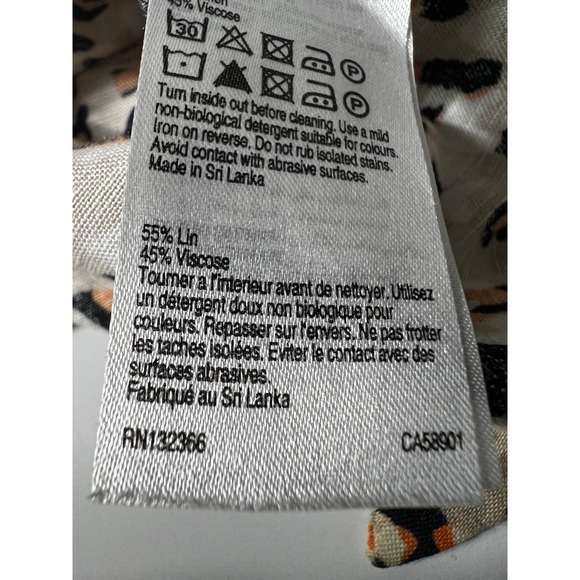 45% Viscose
30
P
P
Turn inside out before cleaning. Use a mild
non-biological detergent suitable for colours.
Iron on reverse. Do not rub isolated stains.
Avoid contact with abrasive surfaces.
Made in Sri Lanka
55% Lin
45% Viscose
Tourner a l'interieur avant de nettoyer. Utilisez
un detergent doux non biologique pour
couleurs. Repasser sur l'envers. Ne pas frotter
les taches isolées. Eviter le contact avec des
surfaces abrasives.
Fabriqué au Sri Lanka
RN132366 CA58901